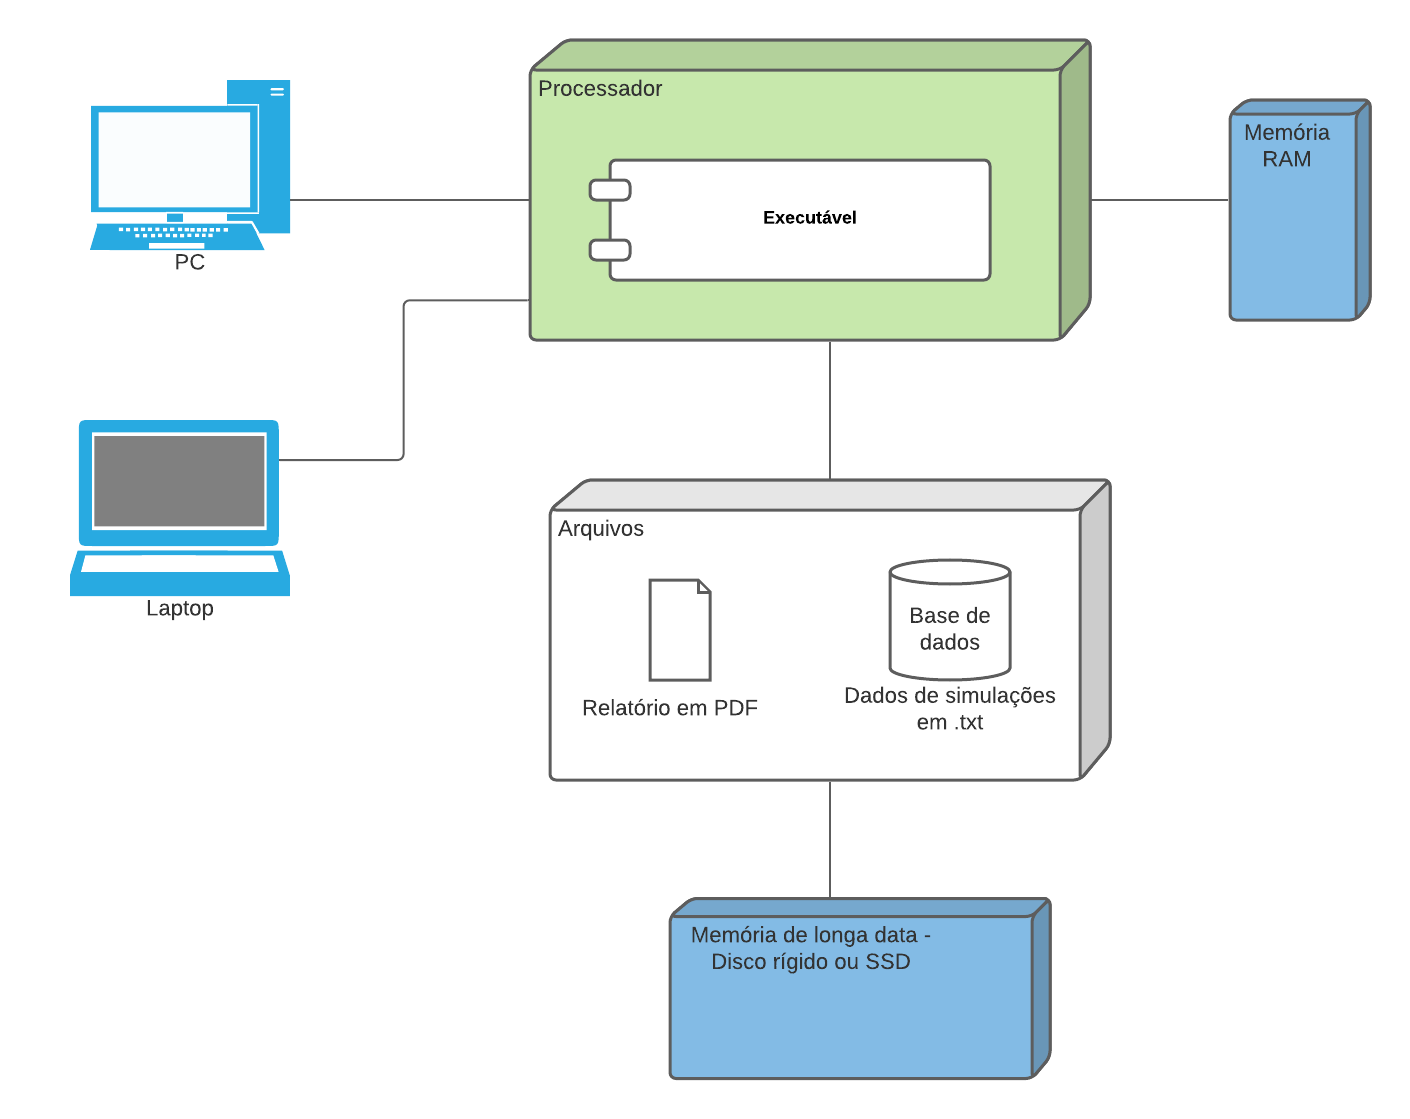 Processador
Executável
Memória
RAM
PC
Laptop
Arquivos
Base de
dados
Relatório em PDF
Dados de simulações
em .txt
Memória de longa data -
Disco rígido ou SSD